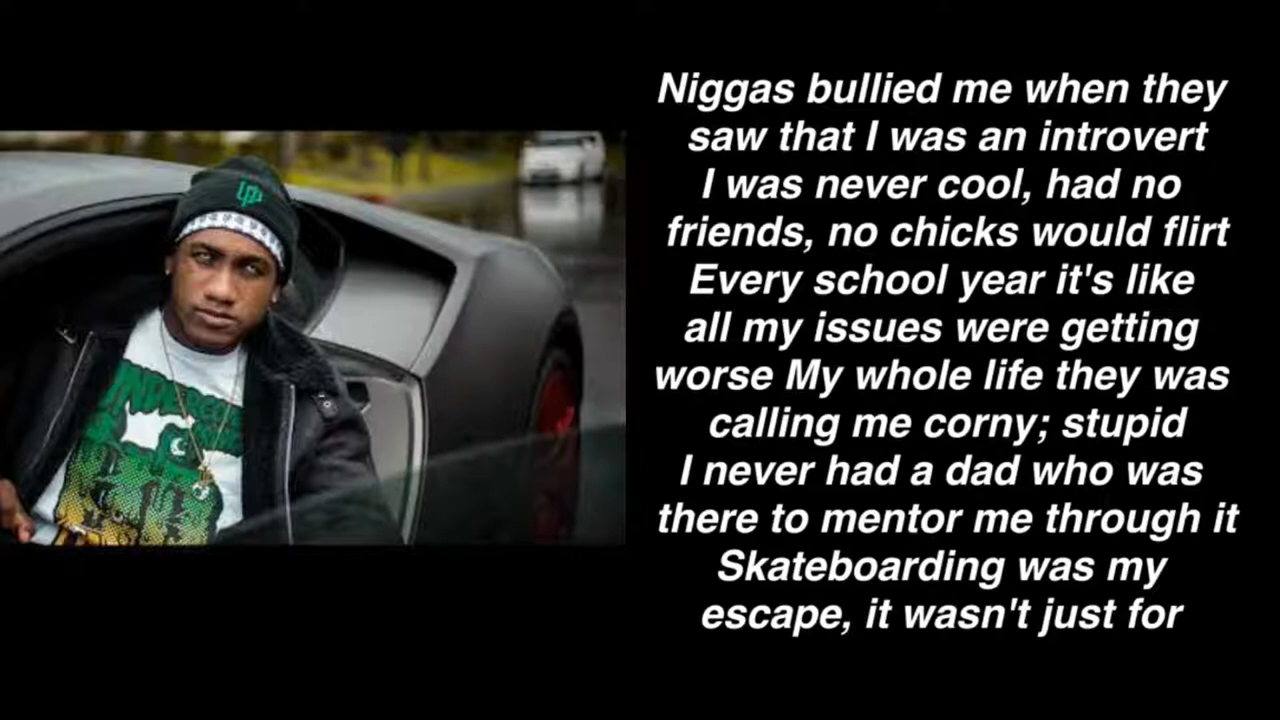 Niggas bullied me when they
saw that I was an introvert
I was never cool, had no
friends, no chicks would flirt
Every school year it's like
all my issues were getting
worse My whole life they was
calling me corny; stupid
I never had a dad who was
there to mentor me through it
Skateboarding was my
escape, it wasn't just for